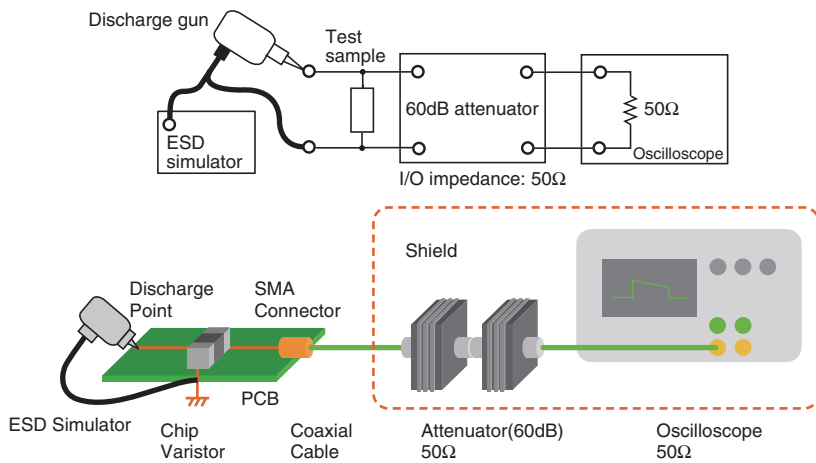 Discharge gun
Test
sample
ESD
simulator
60dB attenuator
50Ω
Oscilloscope
I/O impedance: 50Ω
Shield
Discharge
Point
SMA
Connector
PCB
ESD Simulator
Chip
Varistor
Coaxial
Cable
Attenuator(60dB)
50Ω
Oscilloscope
50Ω